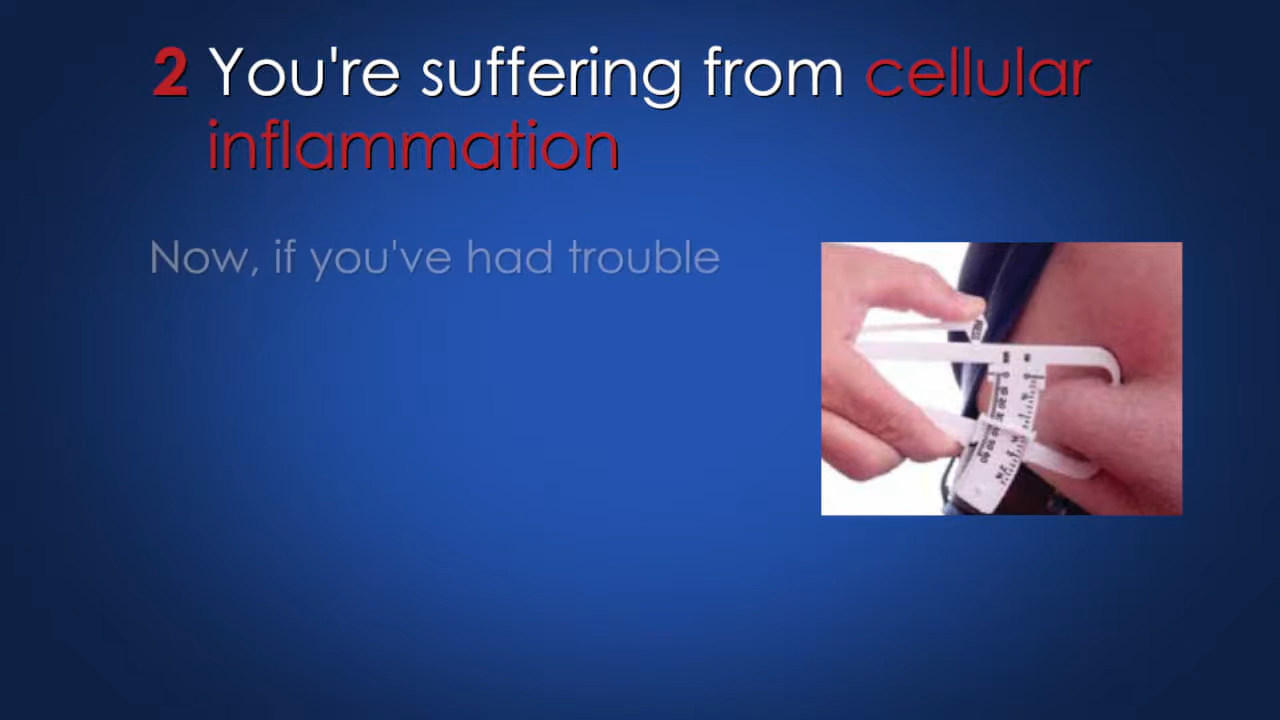 2 You're suffering from cellular
inflammation
Now, if you've had trouble